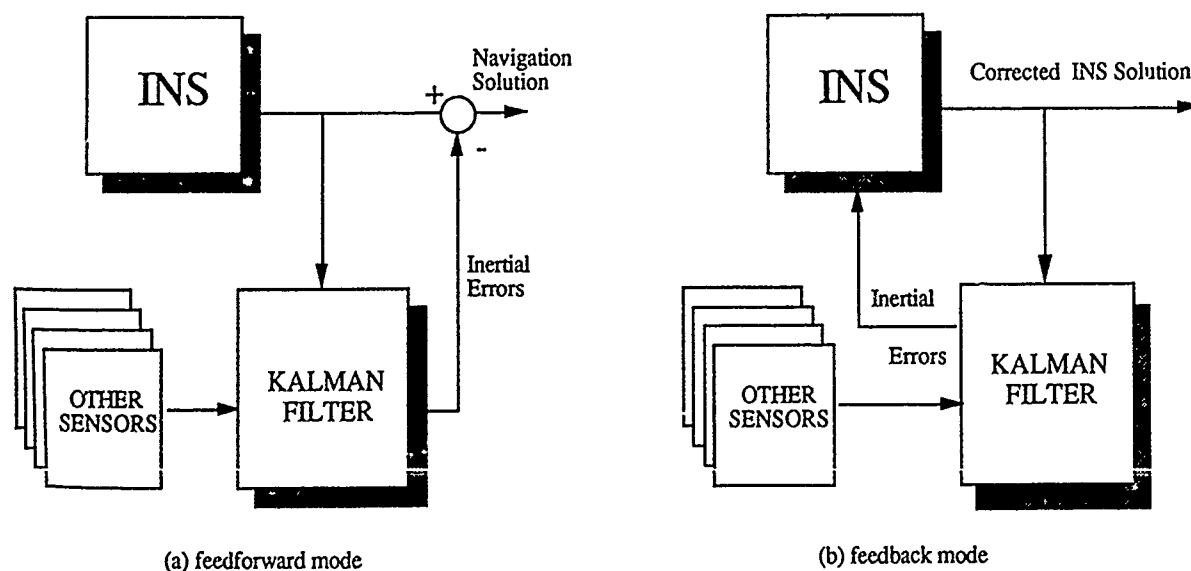 INS
Navigation
Solution
+
-
Inertial
Errors
OTHER
SENSORS
KALMAN
FILTER
(a) feedforward mode
INS
Corrected INS Solution
Inertial
Errors
OTHER
SENSORS
KALMAN
FILTER
(b) feedback mode